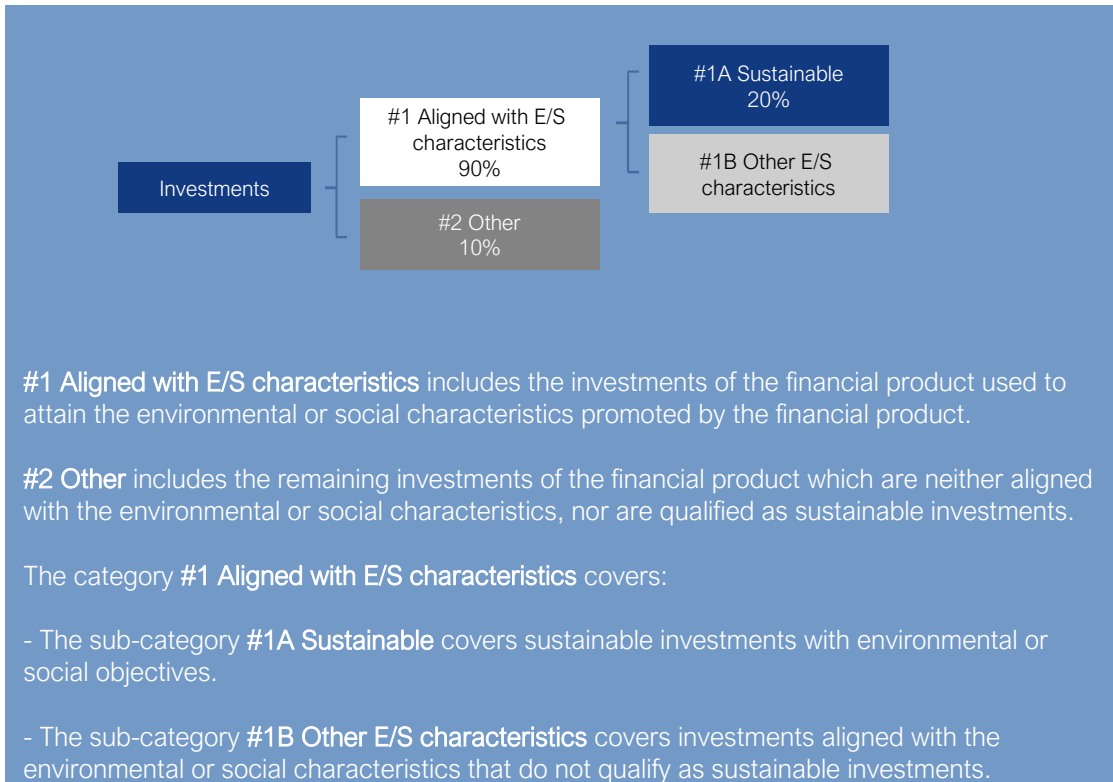 #1A Sustainable
20%
#1 Aligned with E/S
characteristics
90%
#1B Other E/S
characteristics
Investments
#2 Other
10%
#1 Aligned with E/S characteristics includes the investments of the financial product used to
attain the environmental or social characteristics promoted by the financial product.
#2 Other includes the remaining investments of the financial product which are neither aligned
with the environmental or social characteristics, nor are qualified as sustainable investments.
The category #1 Aligned with E/S characteristics covers:
- The sub-category #1A Sustainable covers sustainable investments with environmental or
social objectives.
- The sub-category #1B Other E/S characteristics covers investments aligned with the
environmental or social characteristics that do not qualify as sustainable investments.